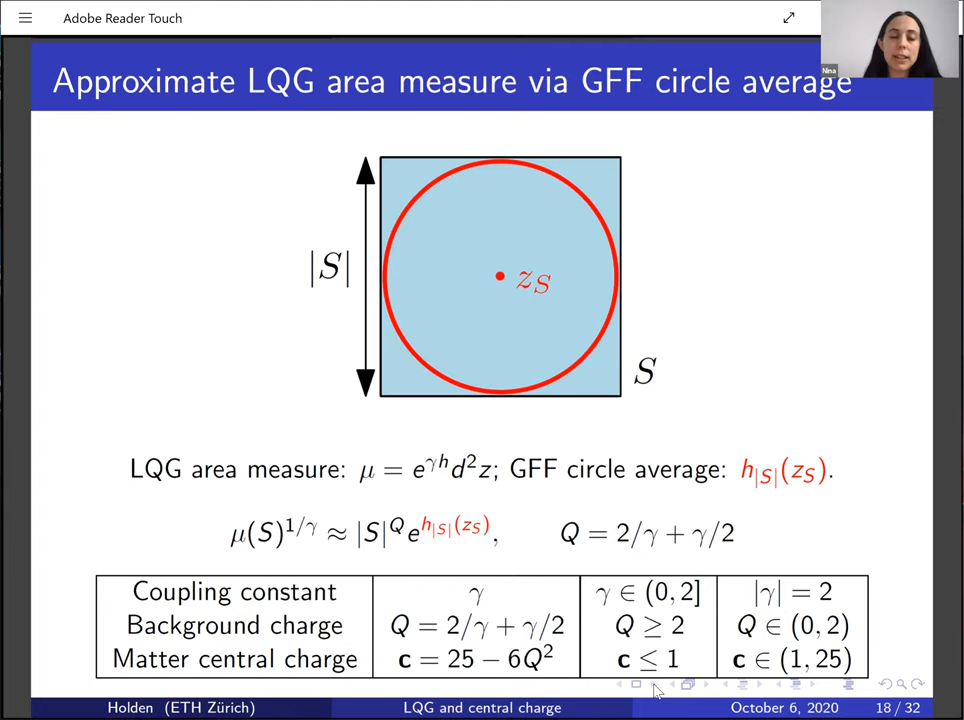 Adobe Reader Touch
Nina
Approximate LQG area measure via GFF circle average
|S|
z_S
S
LQG area measure: μ = e^{γh}d²z; GFF circle average: h_{|S|}(z_S).
μ(S)^{1/γ} ≈ |S|^Q e^{h_{|S|}(z_S)}, Q = 2/γ + γ/2
Coupling constant γ γ ∈ (0, 2] |γ| = 2
Background charge Q = 2/γ + γ/2 Q ≥ 2 Q ∈ (0, 2)
Matter central charge c = 25 − 6Q² c ≤ 1 c ∈ (1, 25)
Holden (ETH Zürich) LQG and central charge October 6, 2020 18 / 32